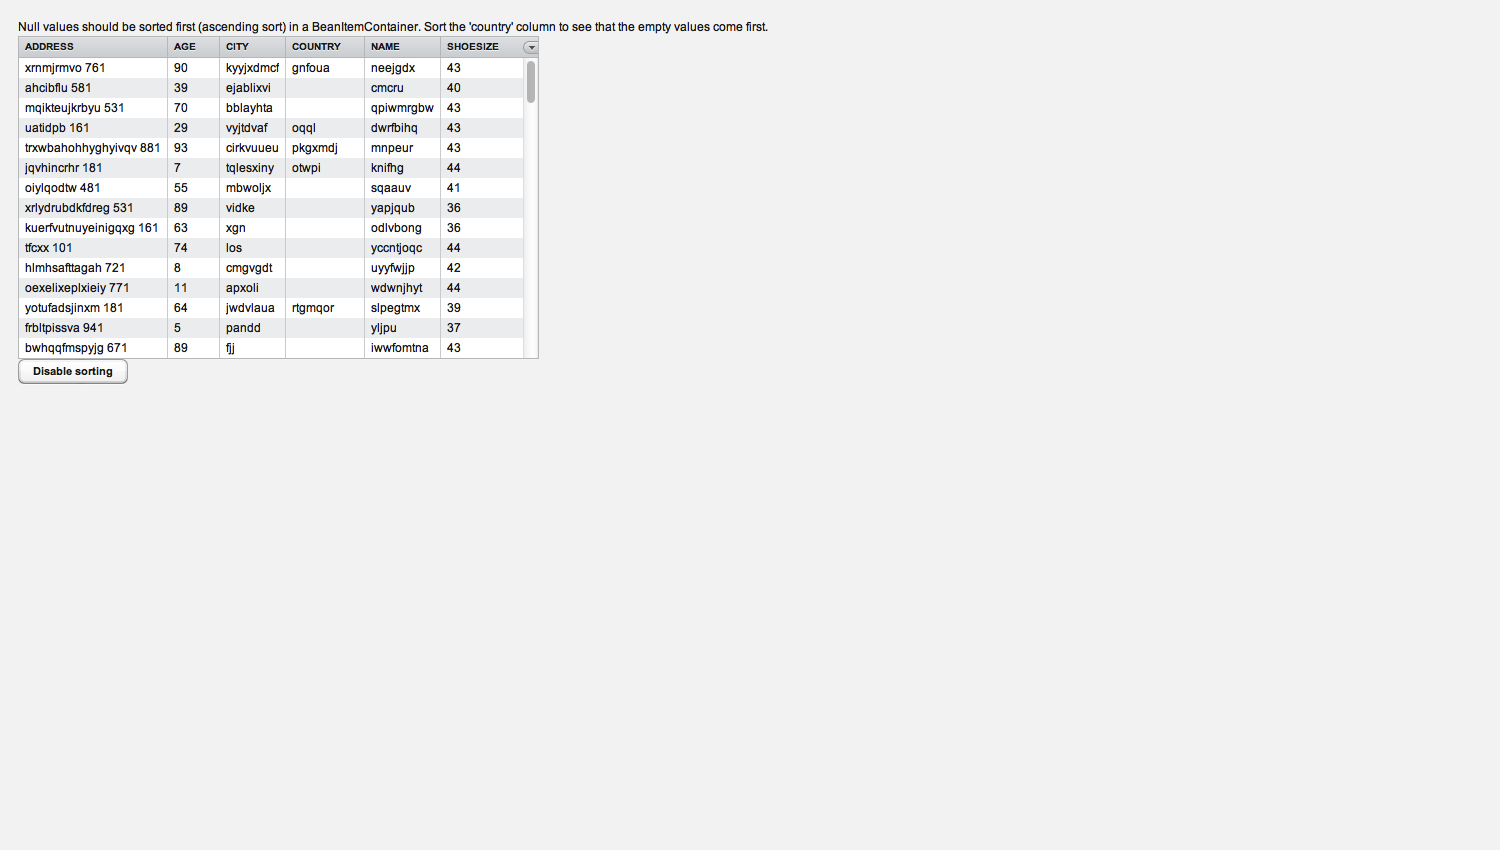 Null values should be sorted first (ascending sort) in a BeanItemContainer. Sort the 'country' column to see that the empty values come first.
ADDRESS AGE CITY COUNTRY NAME SHOESIZE
xrnmjrmvo 761 90 kyyjxdmcf gnfoua neejgdx 43
ahcibflu 581 39 ejablixvi cmcru 40
mqikteujkrbyu 531 70 bblayhta qpiwmrgbw 43
uatidpb 161 29 vyjtdvaf oqql dwrfbihq 43
trxwbahohhyghyivqv 881 93 cirkvuueu pkgxmdj mnpeur 43
jqvhincrhr 181 7 tqlesxiny otwpi knifhg 44
oiylqodtw 481 55 mbwoljx sqaauv 41
xrlydrubdkfdreg 531 89 vidke yapjqub 36
kuerfvutnuyeinigqxg 161 63 xgn odlvbong 36
tfcxx 101 74 los yccntjoqc 44
hlmhsafttagah 721 8 cmgvgdt uyyfwjjp 42
oexelixeplxieiy 771 11 apxoli wdwnjhyt 44
yotufadsjinxm 181 64 jwdvlaua rtgmqor slpegtmx 39
frbltpissva 941 5 pandd yljpu 37
bwhqqfmspyjg 671 89 fjj iwwfomtna 43
Disable sorting